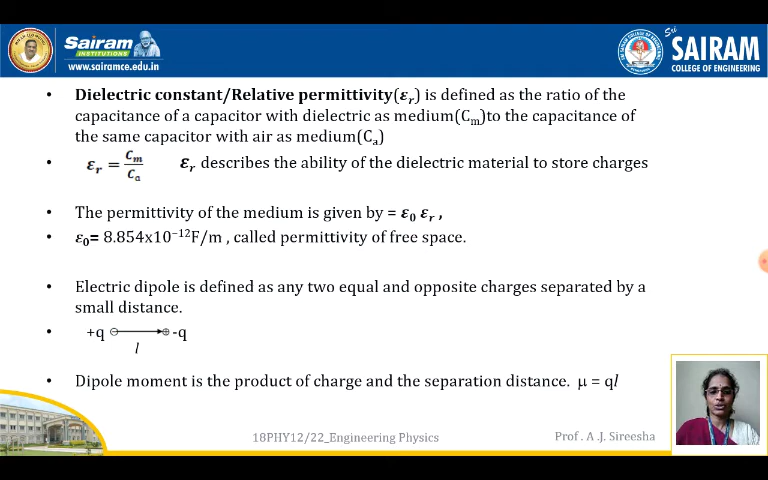 Sairam
INSTITUTIONS
www.sairamce.edu.in
Sri
SAIRAM
COLLEGE OF ENGINEERING
• Dielectric constant/Relative permittivity(εᵣ) is defined as the ratio of the
capacitance of a capacitor with dielectric as medium(Cₘ)to the capacitance of
the same capacitor with air as medium(Cₐ)
• εᵣ = Cₘ/Cₐ εᵣ describes the ability of the dielectric material to store charges
• The permittivity of the medium is given by = ε₀ εᵣ ,
• ε₀= 8.854x10⁻¹²F/m , called permittivity of free space.
• Electric dipole is defined as any two equal and opposite charges separated by a
small distance.
• +q ⊖⟶⊕ -q
l
• Dipole moment is the product of charge and the separation distance. μ = ql
18PHY12/22_Engineering Physics
Prof . A .J. Sireesha